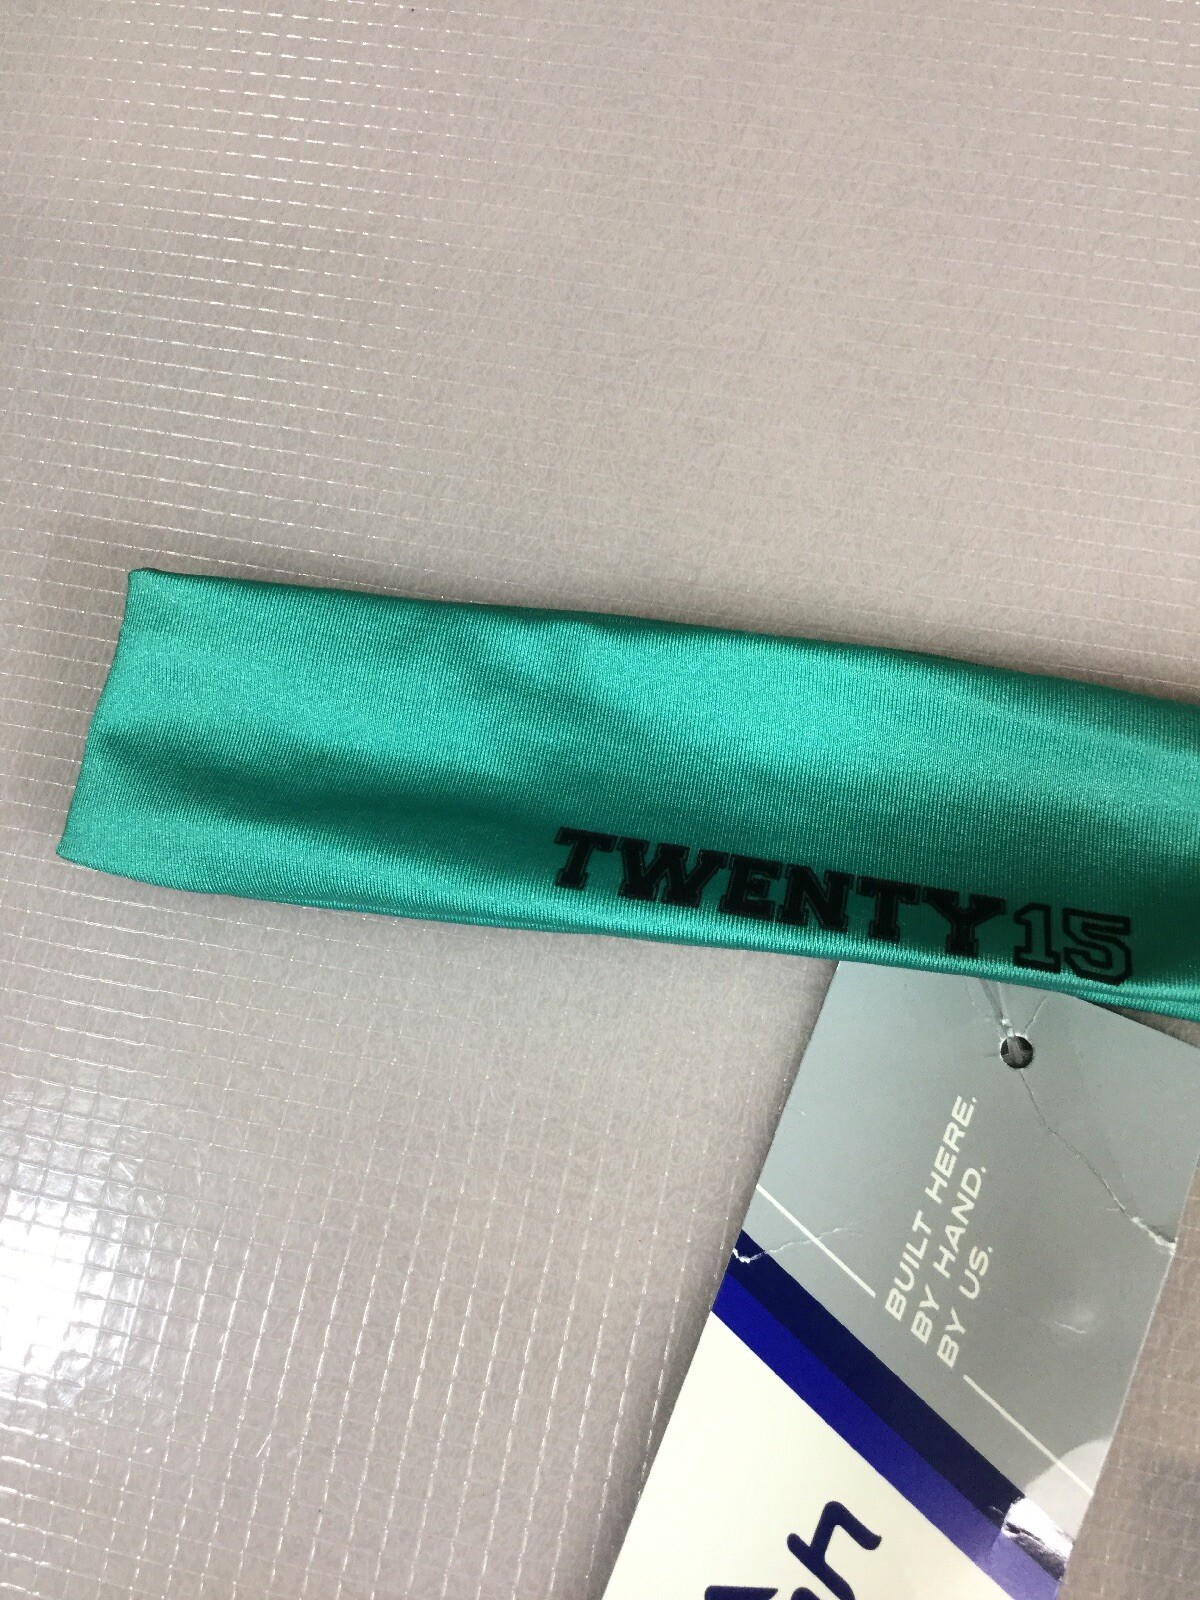 TWENTY15
BUILT HERE.
BY HAND.
BY US.